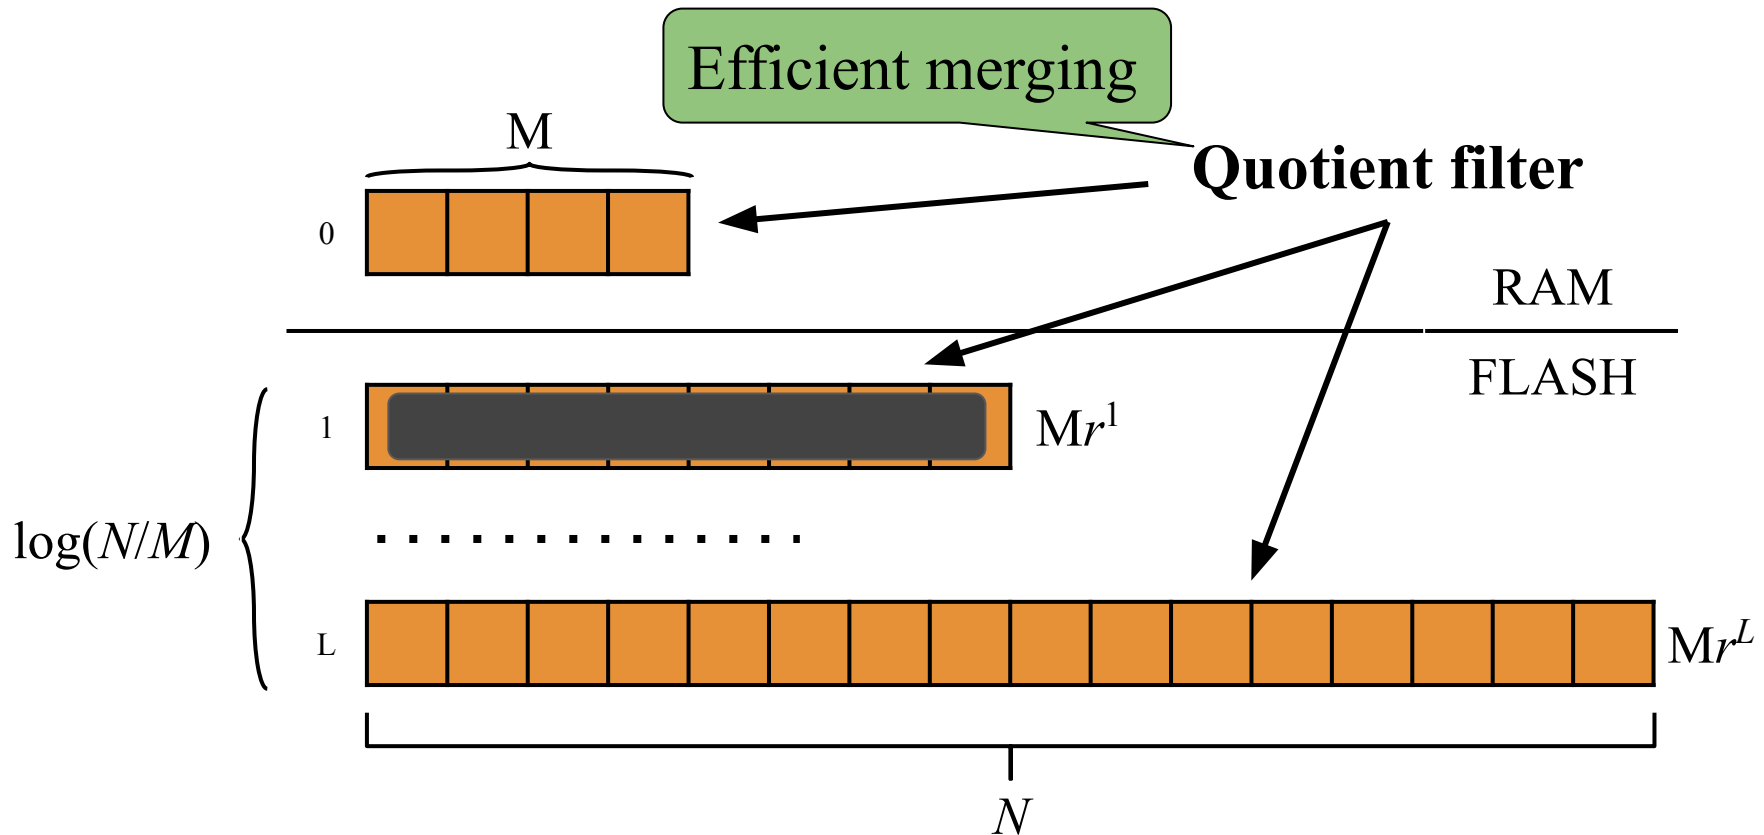 Efficient merging
M
Quotient filter
0
RAM
FLASH
1
Mr¹
log(N/M)
L
Mrᴸ
N